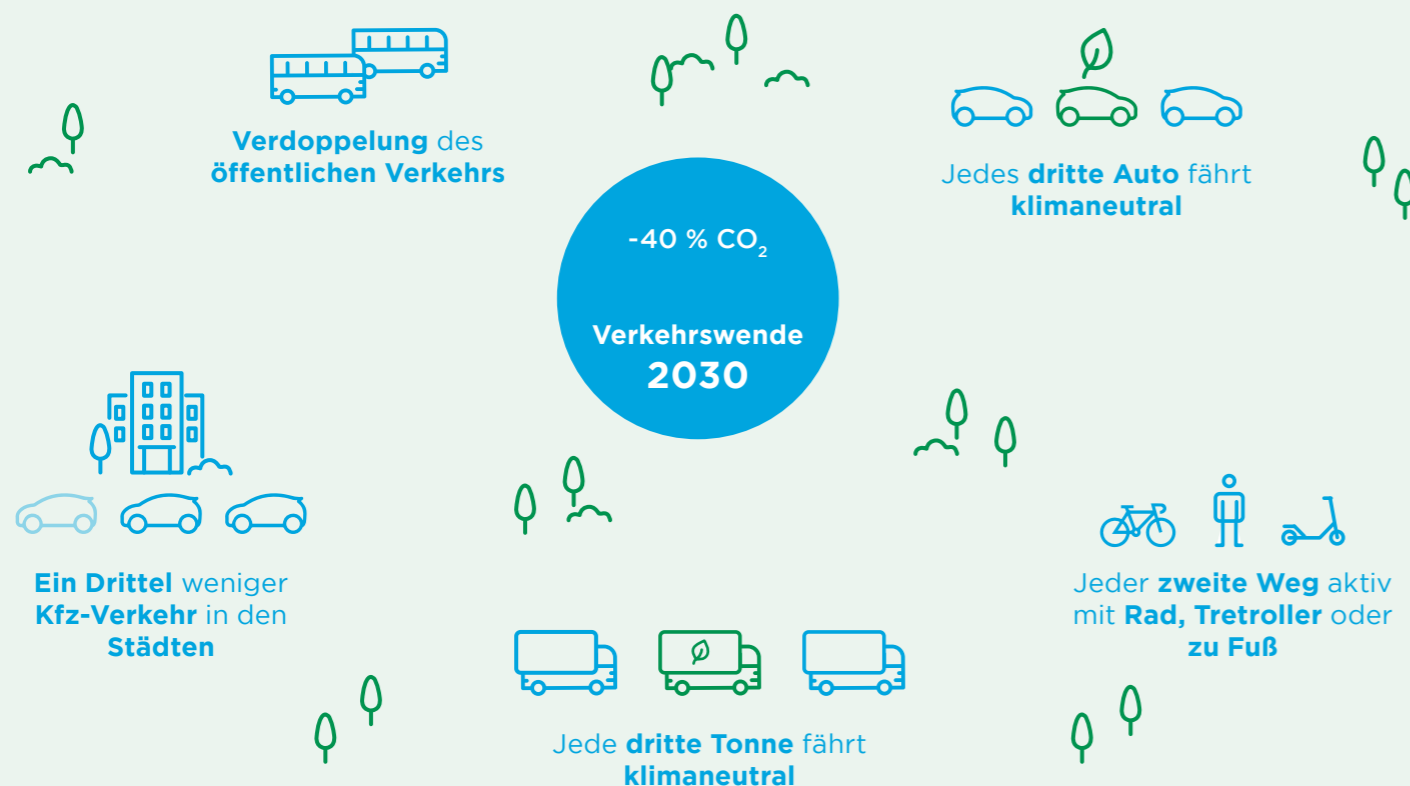 Verdoppelung des
öffentlichen Verkehrs
Jedes dritte Auto fährt
klimaneutral
-40 % CO₂
Verkehrswende
2030
Ein Drittel weniger
Kfz-Verkehr in den
Städten
Jeder zweite Weg aktiv
mit Rad, Tretroller oder
zu Fuß
Jede dritte Tonne fährt
klimaneutral